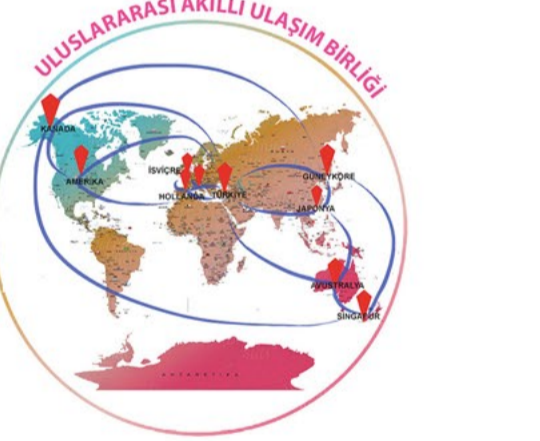 ULUSLARARASI AKILLI ULAŞIM BİRLİĞİ
KANADA
AMERİKA
İSVİÇRE
HOLLANDA
TÜRKİYE
GÜNEYKORE
JAPONYA
AVUSTRALYA
SİNGAPUR
ANTARKTIKA